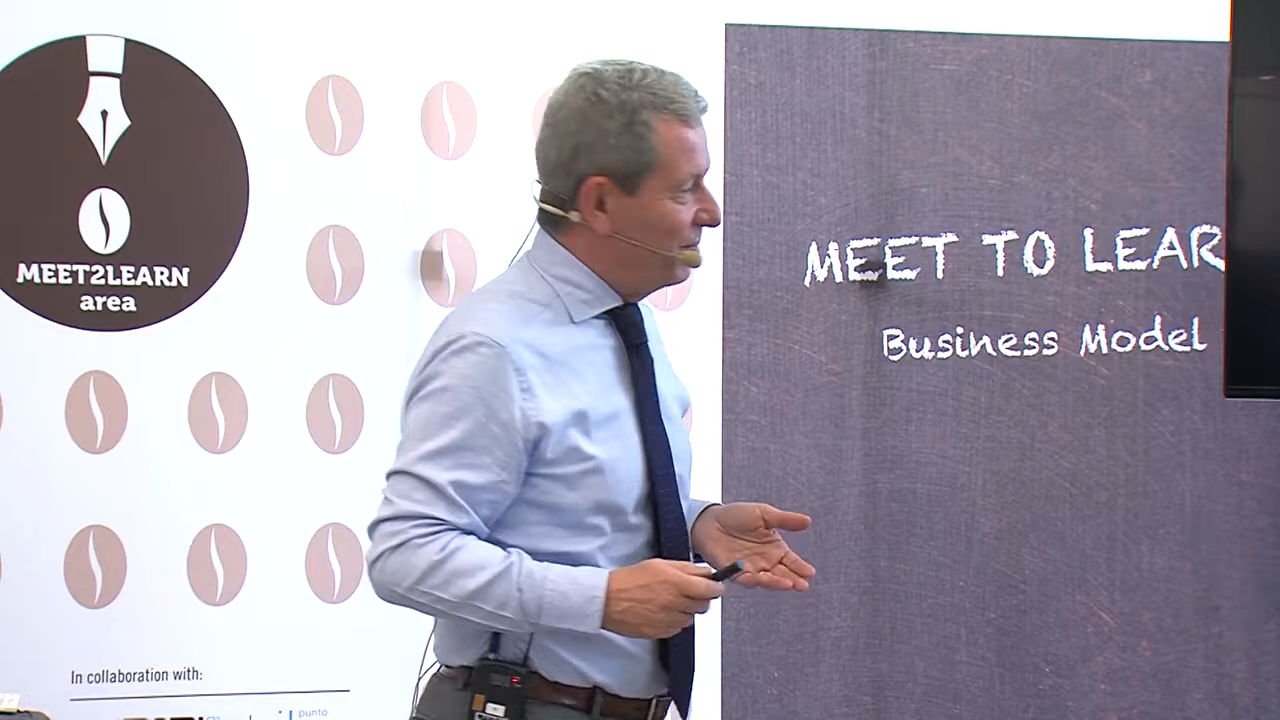 MEET2LEARN
area
MEET TO LEAR
Business Model
In collaboration with:
punto